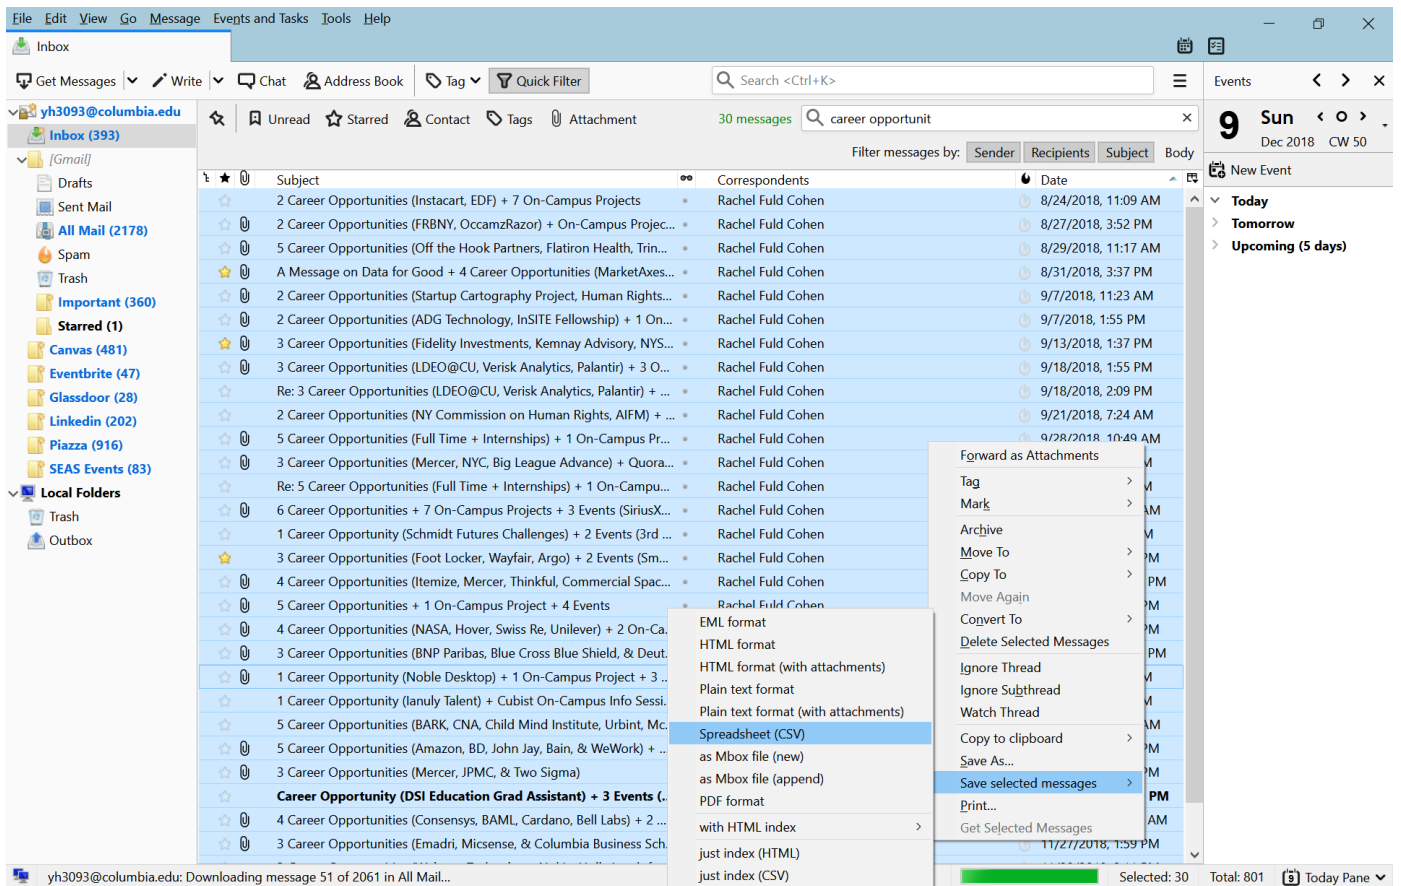 File Edit View Go Message Events and Tasks Tools Help
Inbox
Get Messages Write Chat Address Book Tag Quick Filter Search <Ctrl+K> Events
yh3093@columbia.edu Unread Starred Contact Tags Attachment 30 messages career opportunit 9 Sun
Dec 2018 CW 50
Inbox (393)
[Gmail] Filter messages by: Sender Recipients Subject Body
New Event
Drafts Subject Correspondents Date
Sent Mail 2 Career Opportunities (Instacart, EDF) + 7 On-Campus Projects Rachel Fuld Cohen 8/24/2018, 11:09 AM Today
All Mail (2178) 2 Career Opportunities (FRBNY, OccamzRazor) + On-Campus Projec... Rachel Fuld Cohen 8/27/2018, 3:52 PM Tomorrow
Spam 5 Career Opportunities (Off the Hook Partners, Flatiron Health, Trin... Rachel Fuld Cohen 8/29/2018, 11:17 AM Upcoming (5 days)
Trash A Message on Data for Good + 4 Career Opportunities (MarketAxes... Rachel Fuld Cohen 8/31/2018, 3:37 PM
Important (360) 2 Career Opportunities (Startup Cartography Project, Human Rights... Rachel Fuld Cohen 9/7/2018, 11:23 AM
Starred (1) 2 Career Opportunities (ADG Technology, InSITE Fellowship) + 1 On... Rachel Fuld Cohen 9/7/2018, 1:55 PM
Canvas (481) 3 Career Opportunities (Fidelity Investments, Kemnay Advisory, NYS... Rachel Fuld Cohen 9/13/2018, 1:37 PM
Eventbrite (47) 3 Career Opportunities (LDEO@CU, Verisk Analytics, Palantir) + 3 O... Rachel Fuld Cohen 9/18/2018, 1:55 PM
Glassdoor (28) Re: 3 Career Opportunities (LDEO@CU, Verisk Analytics, Palantir) + ... Rachel Fuld Cohen 9/18/2018, 2:09 PM
Linkedin (202) 2 Career Opportunities (NY Commission on Human Rights, AIFM) + ... Rachel Fuld Cohen 9/21/2018, 7:24 AM
Piazza (916) 5 Career Opportunities (Full Time + Internships) + 1 On-Campus Pr... Rachel Fuld Cohen 9/28/2018, 10:49 AM
SEAS Events (83) 3 Career Opportunities (Mercer, NYC, Big League Advance) + Quora... Rachel Fuld Cohen
Local Folders Re: 5 Career Opportunities (Full Time + Internships) + 1 On-Campu... Rachel Fuld Cohen
Trash 6 Career Opportunities + 7 On-Campus Projects + 3 Events (SiriusX... Rachel Fuld Cohen AM
Outbox 1 Career Opportunity (Schmidt Futures Challenges) + 2 Events (3rd ... Rachel Fuld Cohen
3 Career Opportunities (Foot Locker, Wayfair, Argo) + 2 Events (Sm... Rachel Fuld Cohen PM
4 Career Opportunities (Itemize, Mercer, Thinkful, Commercial Spac... Rachel Fuld Cohen PM
5 Career Opportunities + 1 On-Campus Project + 4 Events Rachel Fuld Cohen PM
4 Career Opportunities (NASA, Hover, Swiss Re, Unilever) + 2 On-Ca.
3 Career Opportunities (BNP Paribas, Blue Cross Blue Shield, & Deut. PM
1 Career Opportunity (Noble Desktop) + 1 On-Campus Project + 3 ..
1 Career Opportunity (Ianuly Talent) + Cubist On-Campus Info Sessi.
5 Career Opportunities (BARK, CNA, Child Mind Institute, Urbint, Mc. AM
5 Career Opportunities (Amazon, BD, John Jay, Bain, & WeWork) + .. PM
3 Career Opportunities (Mercer, JPMC, & Two Sigma)
Career Opportunity (DSI Education Grad Assistant) + 3 Events (.. PM
4 Career Opportunities (Consensys, BAML, Cardano, Bell Labs) + 2 ... AM
3 Career Opportunities (Emadri, Micsense, & Columbia Business Sch. 11/27/2018, 1:59 PM
Forward as Attachments
Tag
Mark
Archive
Move To
Copy To
Move Again
Convert To
Delete Selected Messages
Ignore Thread
Ignore Subthread
Watch Thread
Copy to clipboard
Save As...
Save selected messages
Print...
Get Selected Messages
EML format
HTML format
HTML format (with attachments)
Plain text format
Plain text format (with attachments)
Spreadsheet (CSV)
as Mbox file (new)
as Mbox file (append)
PDF format
with HTML index
just index (HTML)
just index (CSV)
yh3093@columbia.edu: Downloading message 51 of 2061 in All Mail... Selected: 30 Total: 801 9 Today Pane